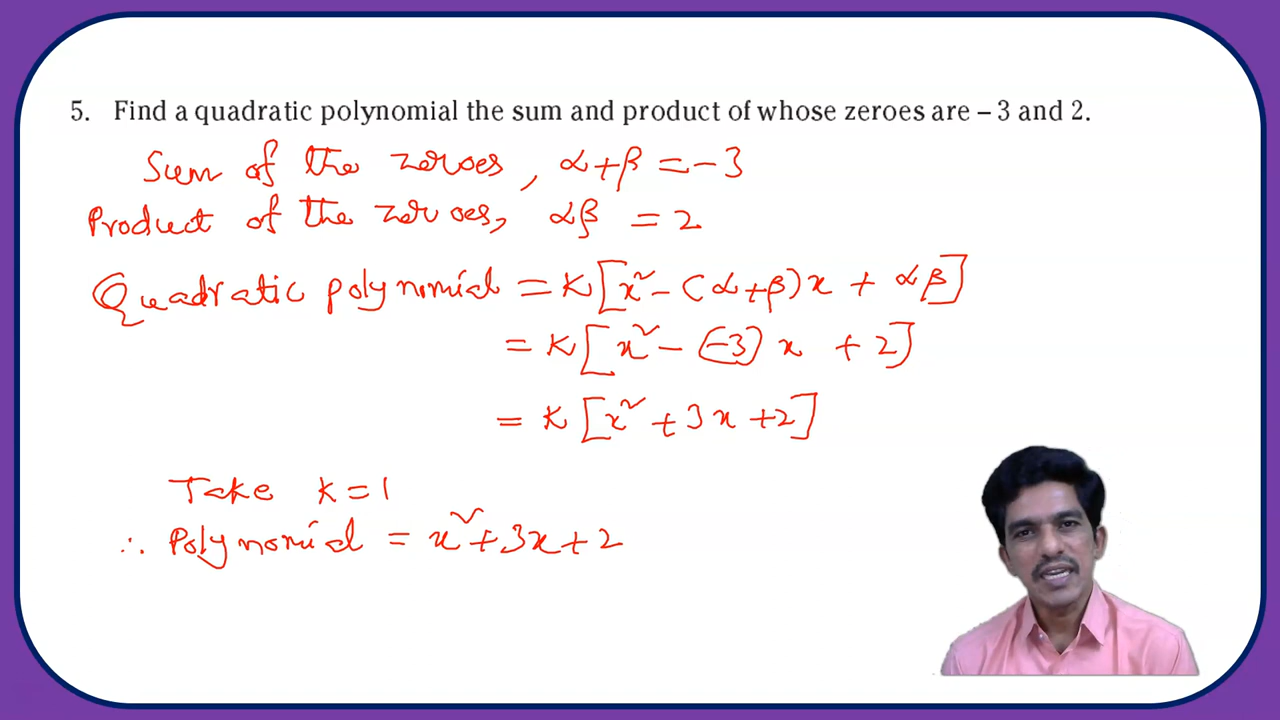 5. Find a quadratic polynomial the sum and product of whose zeroes are – 3 and 2.
Sum of the zeroes, α+β = -3
Product of the zeroes, αβ = 2
Quadratic polynomial = K[x² - (α+β)x + αβ]
= K[x² - (-3)x + 2]
= K[x² + 3x + 2]
Take K = 1
∴ Polynomial = x² + 3x + 2